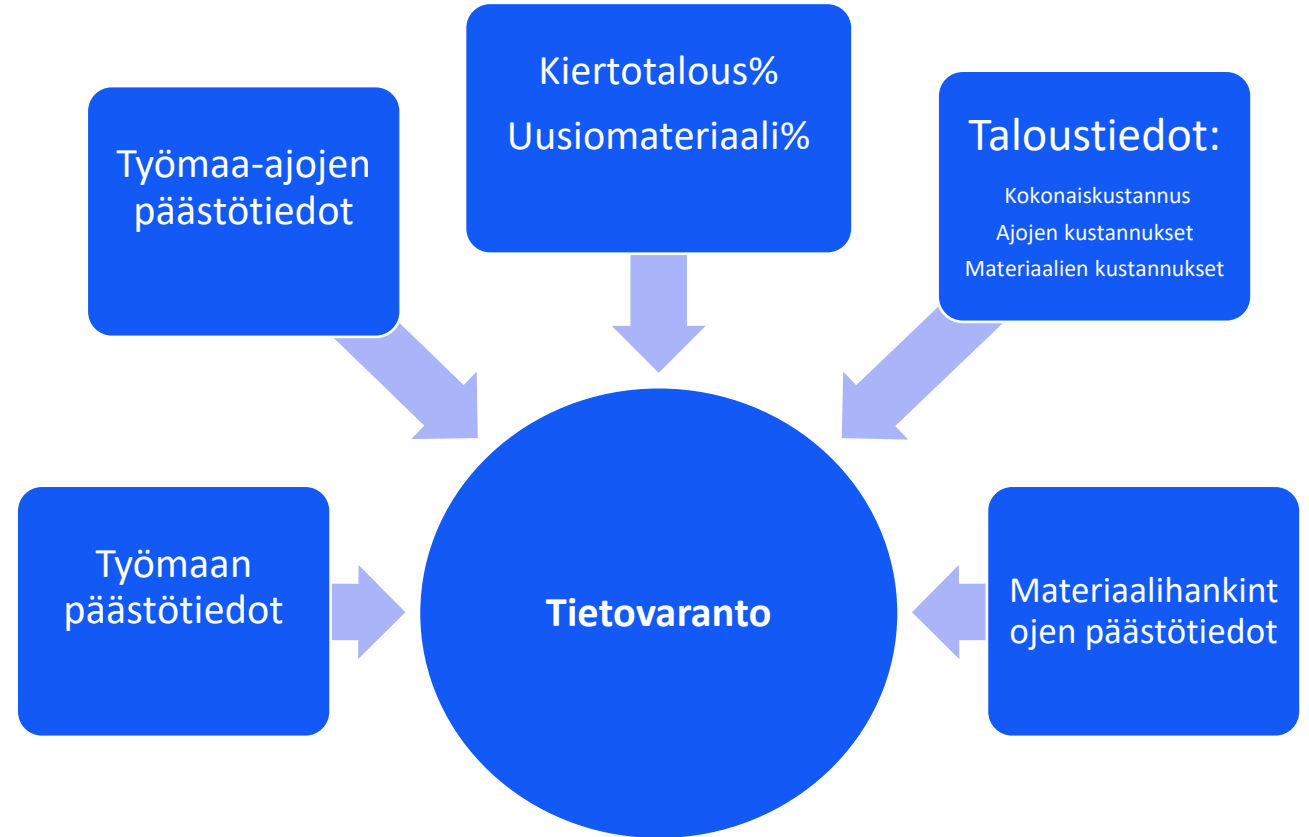 Kiertotalous%
Uusiomateriaali%
Työmaa-ajojen
päästötiedot
Taloustiedot:
Kokonaiskustannus
Ajojen kustannukset
Materiaalien kustannukset
Työmaan
päästötiedot
Tietovaranto
Materiaalihankint
ojen päästötiedot